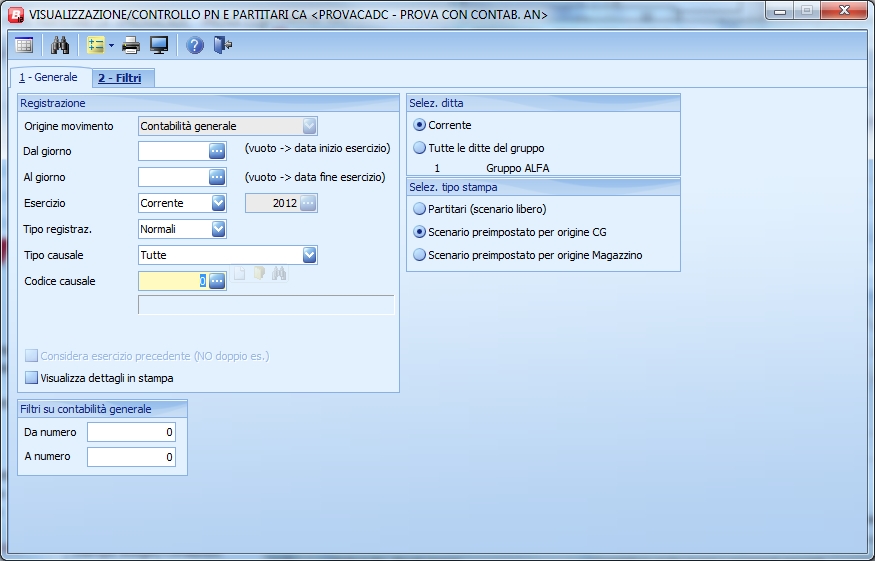 VISUALIZZAZIONE/CONTROLLO PN E PARTITARI CA <PROVACADC - PROVA CON CONTAB. AN>
1 - Generale
2 - Filtri
Registrazione
Origine movimento Contabilità generale
Dal giorno (vuoto -> data inizio esercizio)
Al giorno (vuoto -> data fine esercizio)
Esercizio Corrente 2012
Tipo registraz. Normali
Tipo causale Tutte
Codice causale 0
Considera esercizio precedente (NO doppio es.)
Visualizza dettagli in stampa
Filtri su contabilità generale
Da numero 0
A numero 0
Selez. ditta
Corrente
Tutte le ditte del gruppo
1 Gruppo ALFA
Selez. tipo stampa
Partitari (scenario libero)
Scenario preimpostato per origine CG
Scenario preimpostato per origine Magazzino